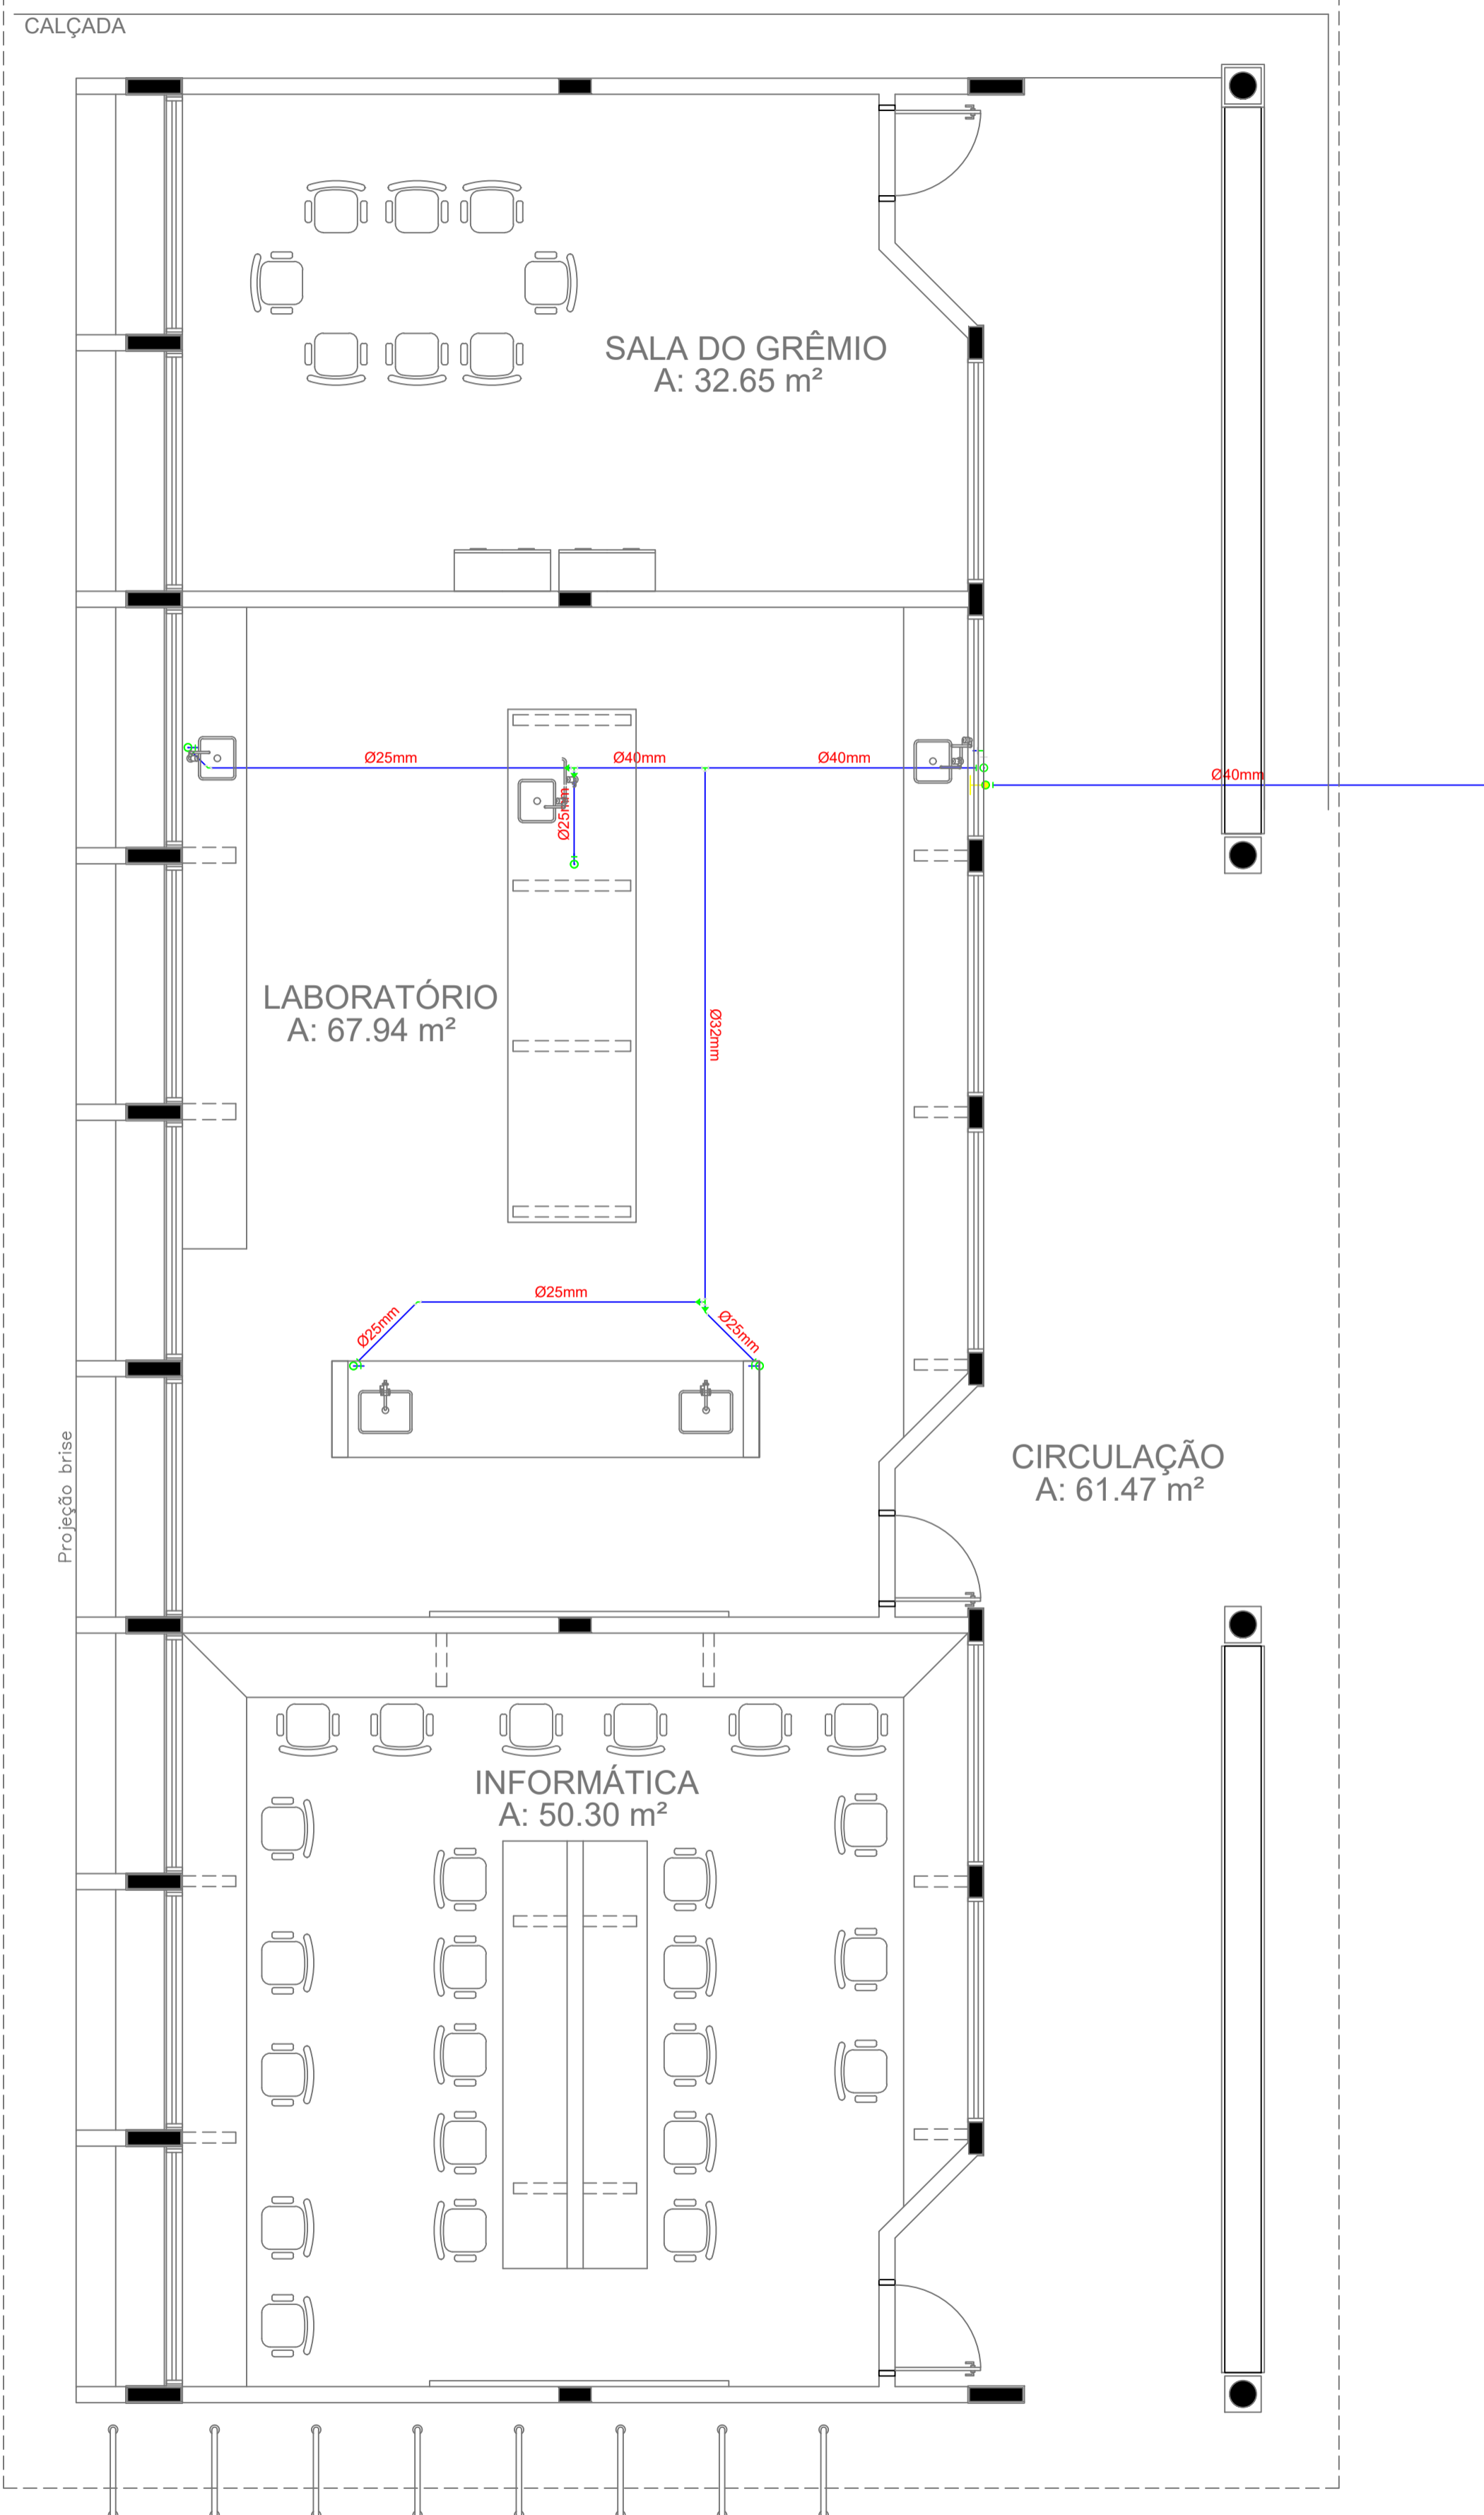 CALÇADA
SALA DO GRÊMIO
A: 32.65 m²
Ø25mm
Ø40mm
Ø40mm
Ø40mm
Ø25mm
LABORATÓRIO
A: 67.94 m²
Ø32mm
Ø25mm
Ø25mm
Ø25mm
Projeção brise
CIRCULAÇÃO
A: 61.47 m²
INFORMÁTICA
A: 50.30 m²